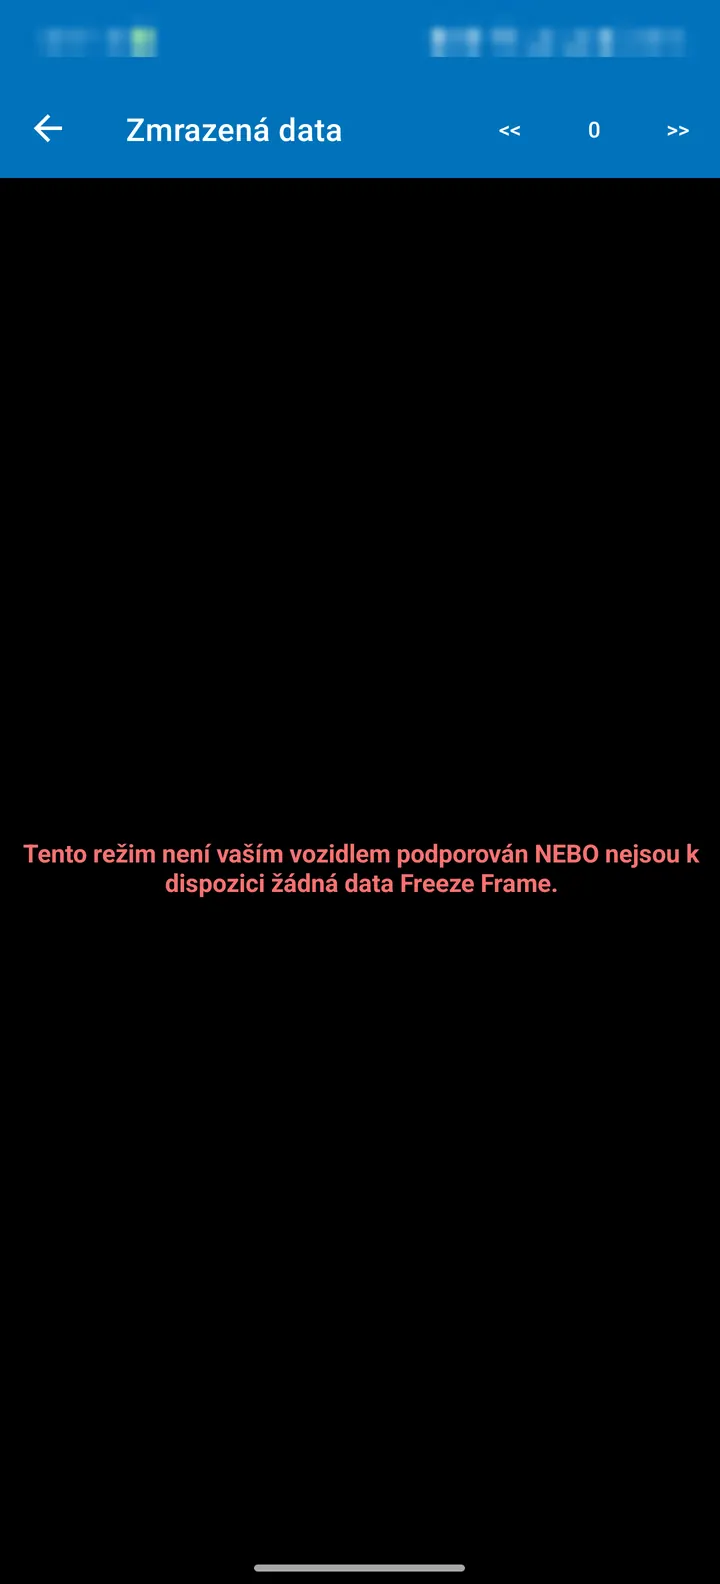 Zmrazená data << 0 >>
Tento režim není vaším vozidlem podporován NEBO nejsou k
dispozici žádná data Freeze Frame.